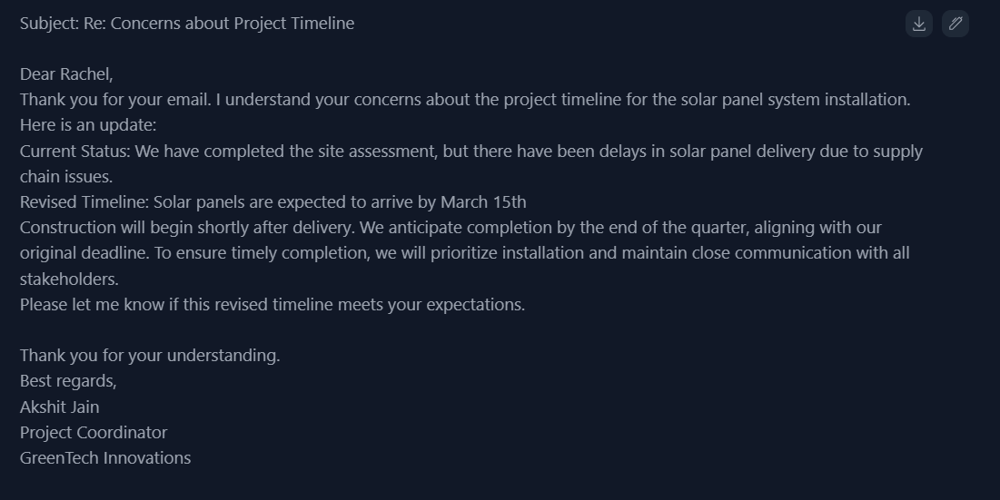 Subject: Re: Concerns about Project Timeline
Dear Rachel,
Thank you for your email. I understand your concerns about the project timeline for the solar panel system installation.
Here is an update:
Current Status: We have completed the site assessment, but there have been delays in solar panel delivery due to supply
chain issues.
Revised Timeline: Solar panels are expected to arrive by March 15th
Construction will begin shortly after delivery. We anticipate completion by the end of the quarter, aligning with our
original deadline. To ensure timely completion, we will prioritize installation and maintain close communication with all
stakeholders.
Please let me know if this revised timeline meets your expectations.
Thank you for your understanding.
Best regards,
Akshit Jain
Project Coordinator
GreenTech Innovations